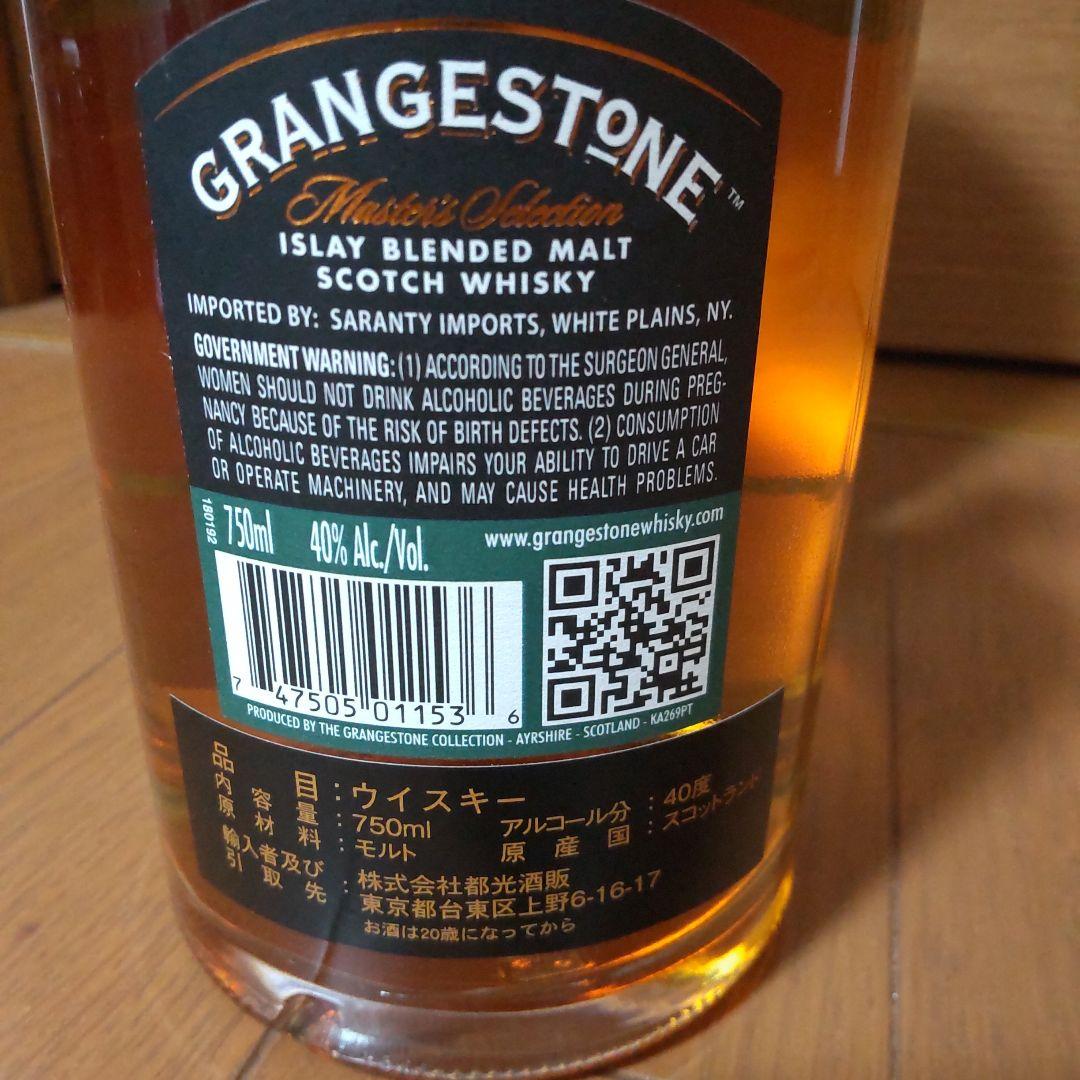 GRANGESTONE™
Master's Selection
ISLAY BLENDED MALT
SCOTCH WHISKY
IMPORTED BY: SARANTY IMPORTS, WHITE PLAINS, NY.
GOVERNMENT WARNING: (1) ACCORDING TO THE SURGEON GENERAL,
WOMEN SHOULD NOT DRINK ALCOHOLIC BEVERAGES DURING PREG-
NANCY BECAUSE OF THE RISK OF BIRTH DEFECTS. (2) CONSUMPTION
OF ALCOHOLIC BEVERAGES IMPAIRS YOUR ABILITY TO DRIVE A CAR
OR OPERATE MACHINERY, AND MAY CAUSE HEALTH PROBLEMS.
180192
750ml 40% Alc./Vol. www.grangestonewhisky.com
7 47505 01153 6
PRODUCED BY THE GRANGESTONE COLLECTION - AYRSHIRE - SCOTLAND - KA269PT
品目:ウイスキー
内容量:750ml アルコール分:40度
原材料:モルト 原産国:スコットランド
輸入者及び
引取先:株式会社都光酒販
東京都台東区上野6-16-17
お酒は20歳になってから